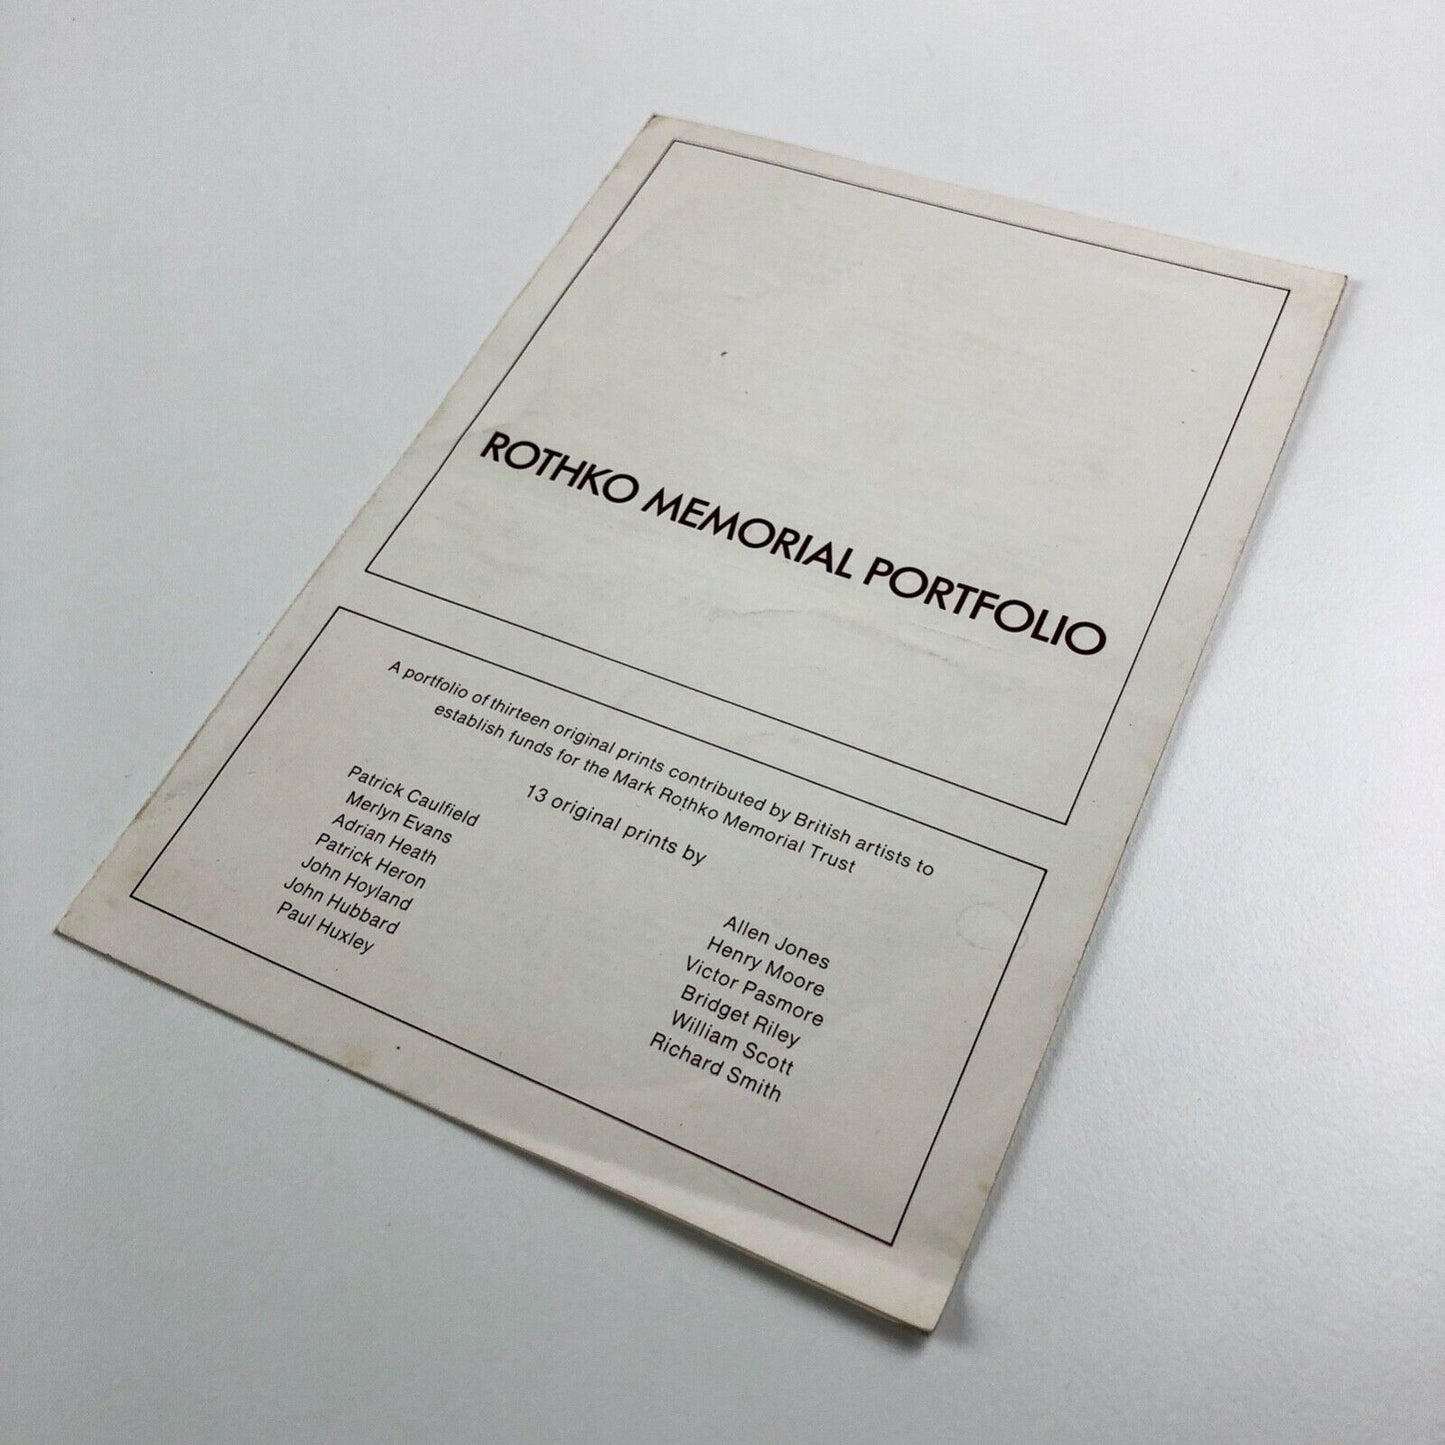 ROTHKO MEMORIAL PORTFOLIO
A portfolio of thirteen original prints contributed by British artists to
establish funds for the Mark Rothko Memorial Trust
13 original prints by
Patrick Caulfield
Merlyn Evans
Adrian Heath
Patrick Heron
John Hoyland
John Hubbard
Paul Huxley
Allen Jones
Henry Moore
Victor Pasmore
Bridget Riley
William Scott
Richard Smith